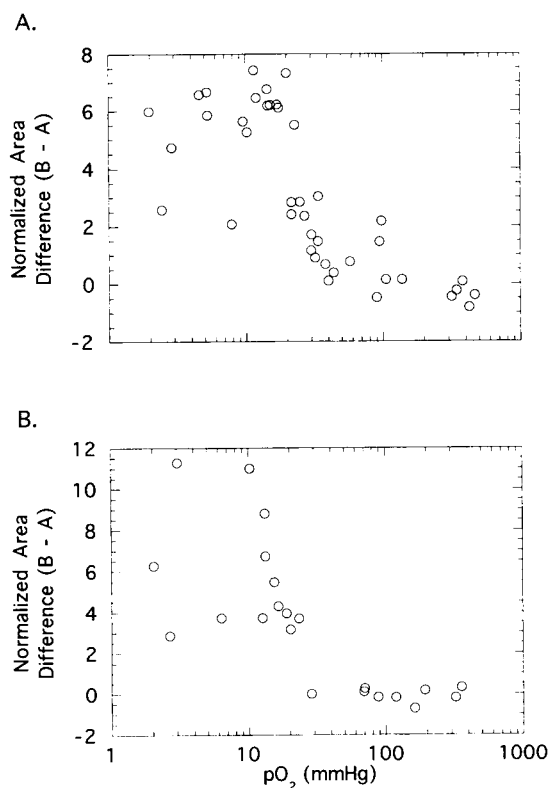 A.
Normalized Area
Difference (B - A)
8
6
4
2
0
-2
B.
Normalized Area
Difference (B - A)
12
10
8
6
4
2
0
-2
1
10
100
1000
pO2 (mmHg)